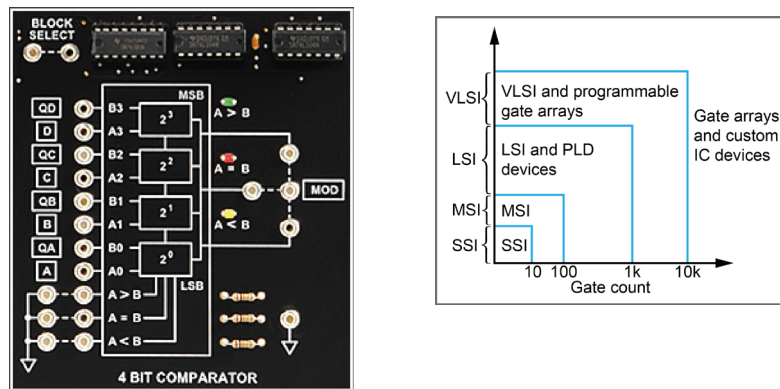 BLOCK
SELECT
MSB
QD B3
D A3
2³
A > B
QC B2
C A2
2²
A = B
MOD
QB B1
B A1
2¹
A < B
QA B0
A A0
2⁰
LSB
A > B
A = B
A < B
4 BIT COMPARATOR
VLSI
VLSI and programmable
gate arrays
Gate arrays
and custom
IC devices
LSI
LSI and PLD
devices
MSI MSI
SSI SSI
10 100 1k 10k
Gate count